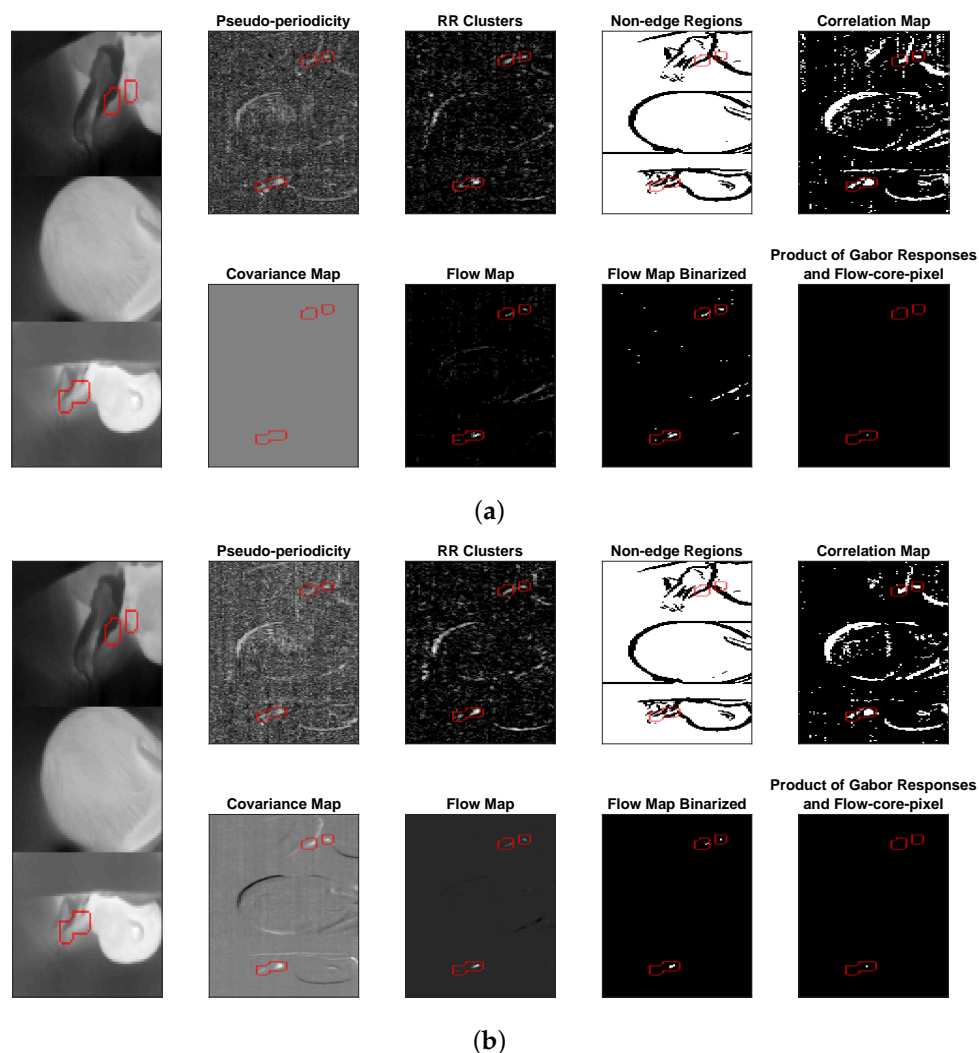 Pseudo-periodicity
RR Clusters
Non-edge Regions
Correlation Map
Covariance Map
Flow Map
Flow Map Binarized
Product of Gabor Responses
and Flow-core-pixel
(a)
Pseudo-periodicity
RR Clusters
Non-edge Regions
Correlation Map
Covariance Map
Flow Map
Flow Map Binarized
Product of Gabor Responses
and Flow-core-pixel
(b)